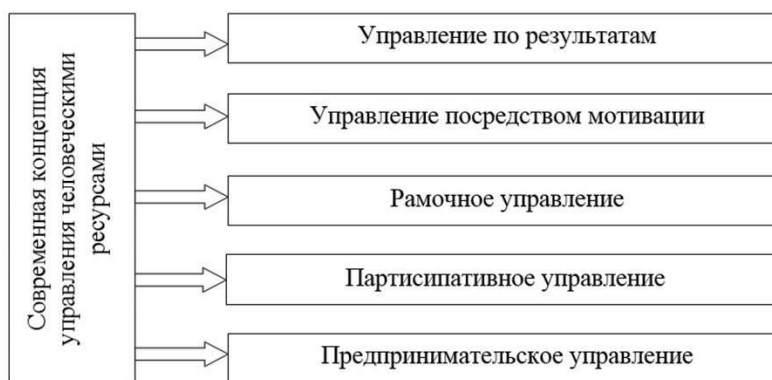 Современная концепция
управления человеческими
ресурсами
Управление по результатам
Управление посредством мотивации
Рамочное управление
Партисипативное управление
Предпринимательское управление